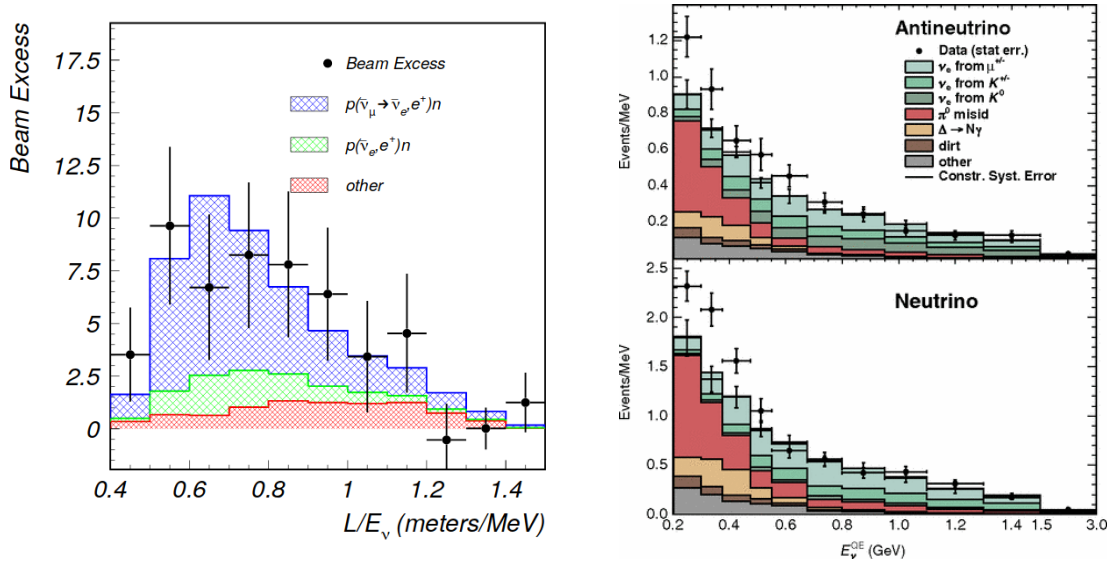 Beam Excess
17.5
15
12.5
10
7.5
5
2.5
0
Beam Excess
p(ν̄μ→ν̄e,e⁺)n
p(ν̄e,e⁺)n
other
0.4 0.6 0.8 1 1.2 1.4
L/Eν (meters/MeV)
Antineutrino
Data (stat err.)
νe from μ+/-
νe from K+/-
νe from K⁰
π⁰ misid
Δ → Nγ
dirt
other
Constr. Syst. Error
Events/MeV
1.2
1.0
0.8
0.6
0.4
0.2
Neutrino
Events/MeV
2.5
2.0
1.5
1.0
0.5
0.0
0.2 0.4 0.6 0.8 1.0 1.2 1.4 1.5 3.0
EνQE (GeV)